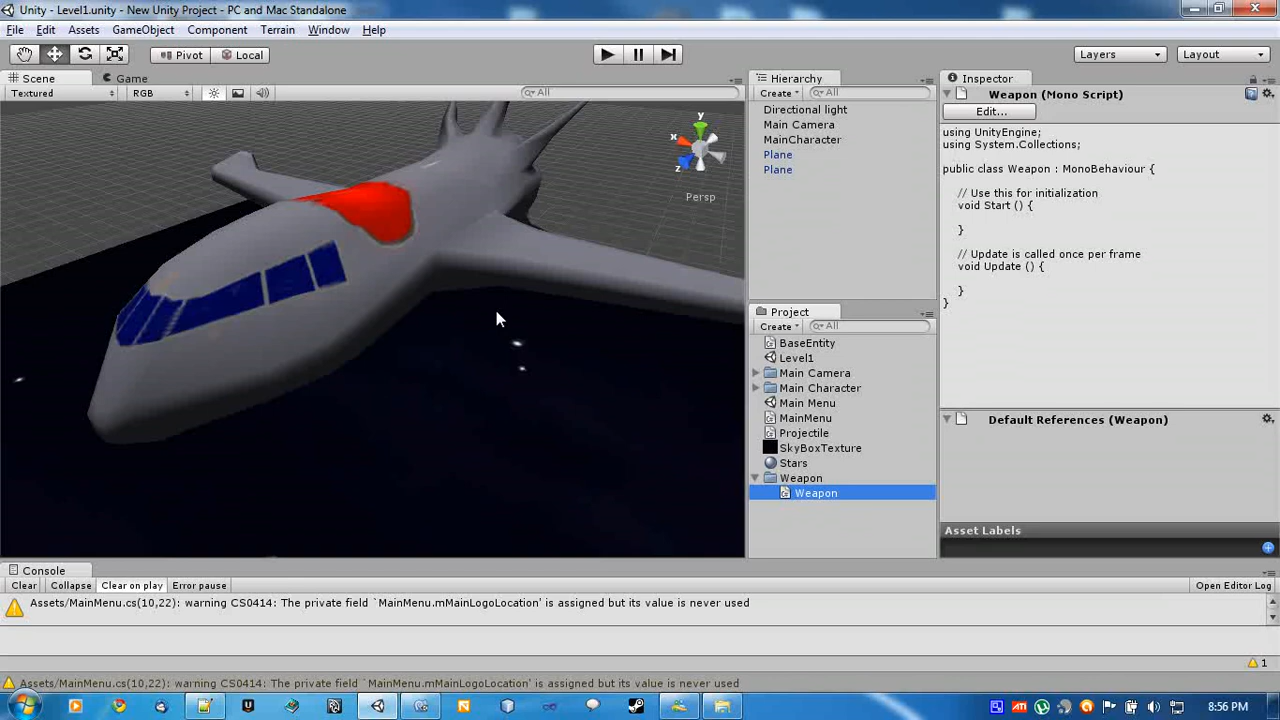 Unity - Level1.unity - New Unity Project - PC and Mac Standalone
File Edit Assets GameObject Component Terrain Window Help
Pivot Local Layers Layout
Scene Game
Textured RGB All
y
x
z
Persp
Hierarchy
Create All
Directional light
Main Camera
MainCharacter
Plane
Plane
Project
Create All
BaseEntity
Level1
Main Camera
Main Character
Main Menu
MainMenu
Projectile
SkyBoxTexture
Stars
Weapon
Weapon
Inspector
Weapon (Mono Script)
Edit...
using UnityEngine;
using System.Collections;
public class Weapon : MonoBehaviour {
// Use this for initialization
void Start () {
}
// Update is called once per frame
void Update () {
}
}
Default References (Weapon)
Asset Labels
Console
Clear Collapse Clear on play Error pause Open Editor Log
Assets/MainMenu.cs(10,22): warning CS0414: The private field `MainMenu.mMainLogoLocation' is assigned but its value is never used
1
Assets/MainMenu.cs(10,22): warning CS0414: The private field `MainMenu.mMainLogoLocation' is assigned but its value is never used
ATI
8:56 PM